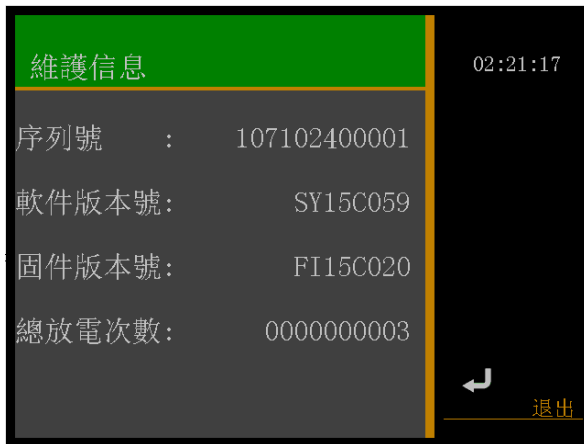 維護信息
02:21:17
序列號 : 107102400001
軟件版本號: SY15C059
固件版本號: FI15C020
總放電次數: 0000000003
退出